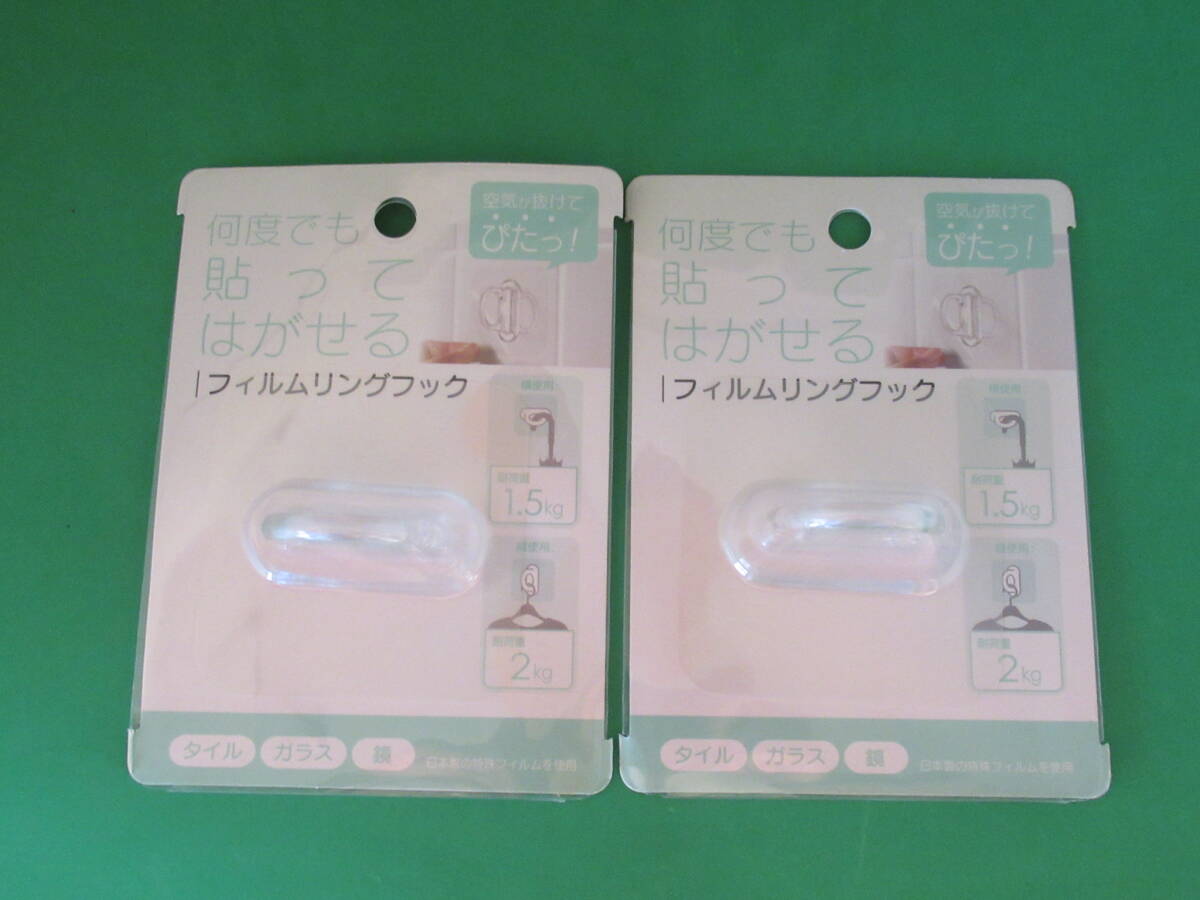 何度でも
貼って
はがせる
空気が抜けて
ぴたっ!
フィルムリングフック
横使用
耐荷重
1.5kg
縦使用
耐荷重
2kg
タイル ガラス 鏡
日本製の特殊フィルムを使用
何度でも
貼って
はがせる
空気が抜けて
ぴたっ!
フィルムリングフック
横使用
耐荷重
1.5kg
縦使用
耐荷重
2kg
タイル ガラス 鏡
日本製の特殊フィルムを使用